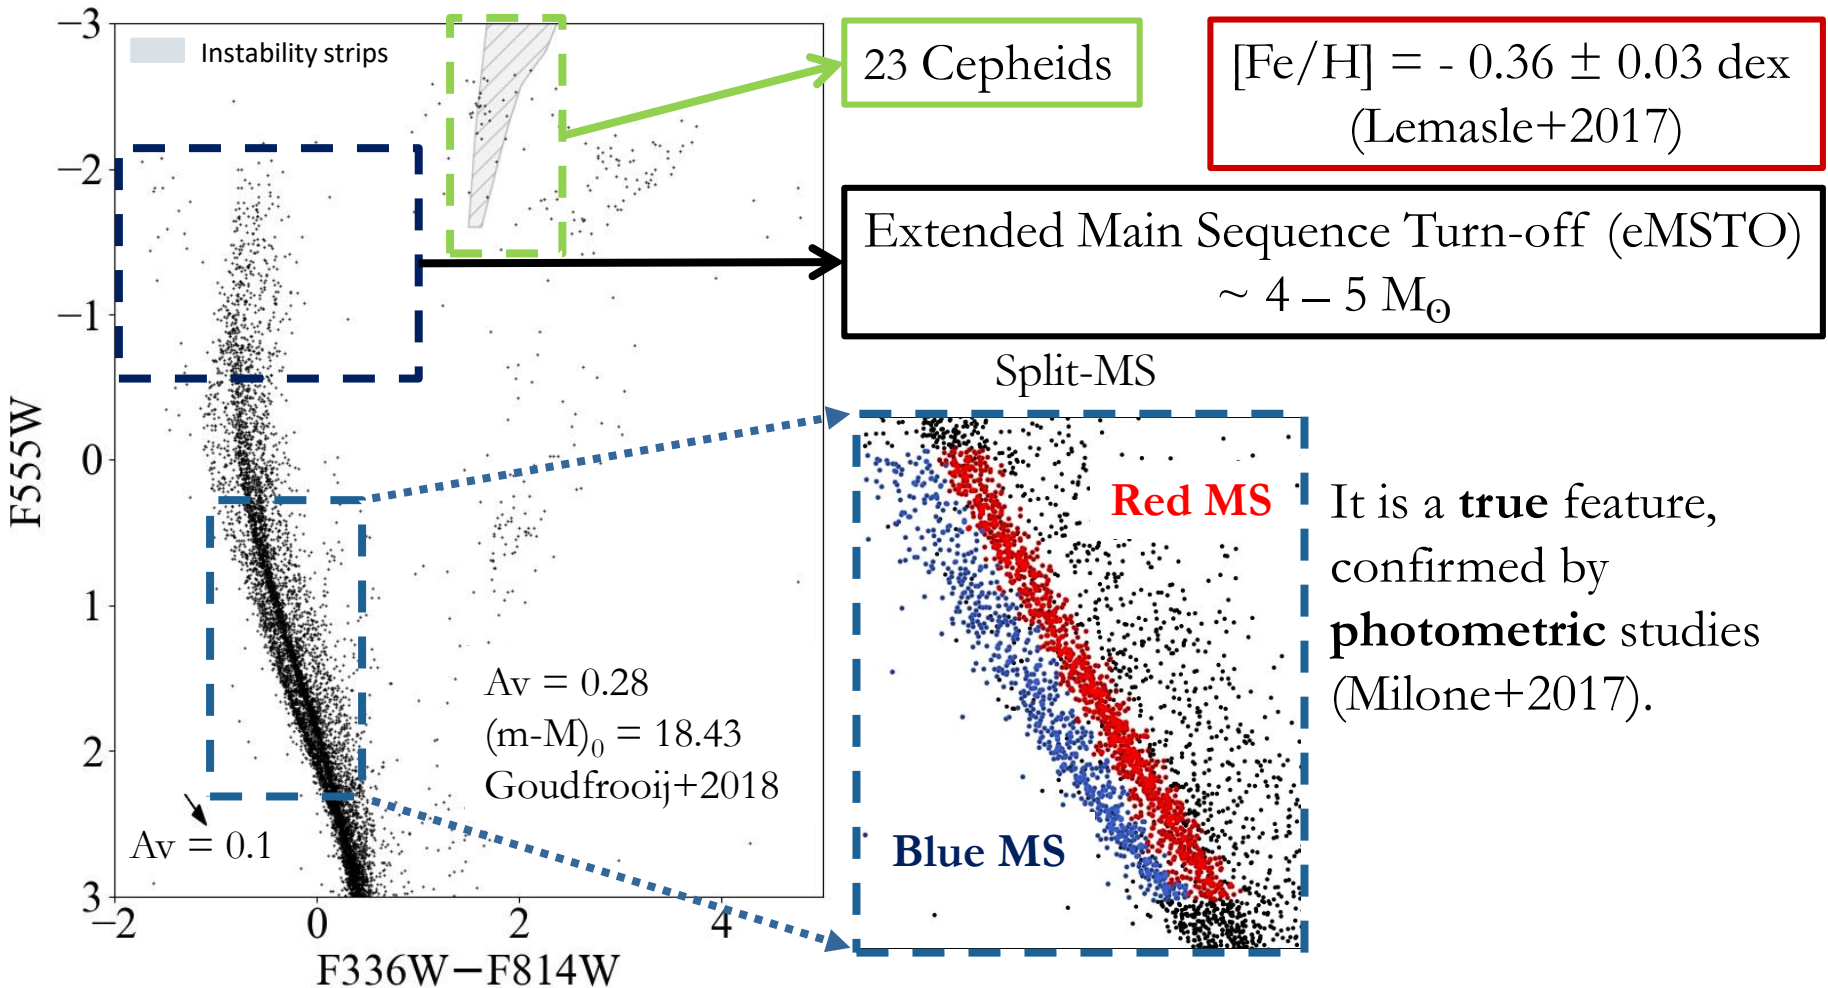 Instability strips
23 Cepheids
[Fe/H] = - 0.36 ± 0.03 dex
(Lemasle+2017)
Extended Main Sequence Turn-off (eMSTO)
~ 4 – 5 M⊙
Split-MS
Red MS
Blue MS
It is a true feature,
confirmed by
photometric studies
(Milone+2017).
Av = 0.28
(m-M)₀ = 18.43
Goudfrooij+2018
Av = 0.1
F555W
−3
−2
−1
0
1
2
3
−2 0 2 4
F336W−F814W